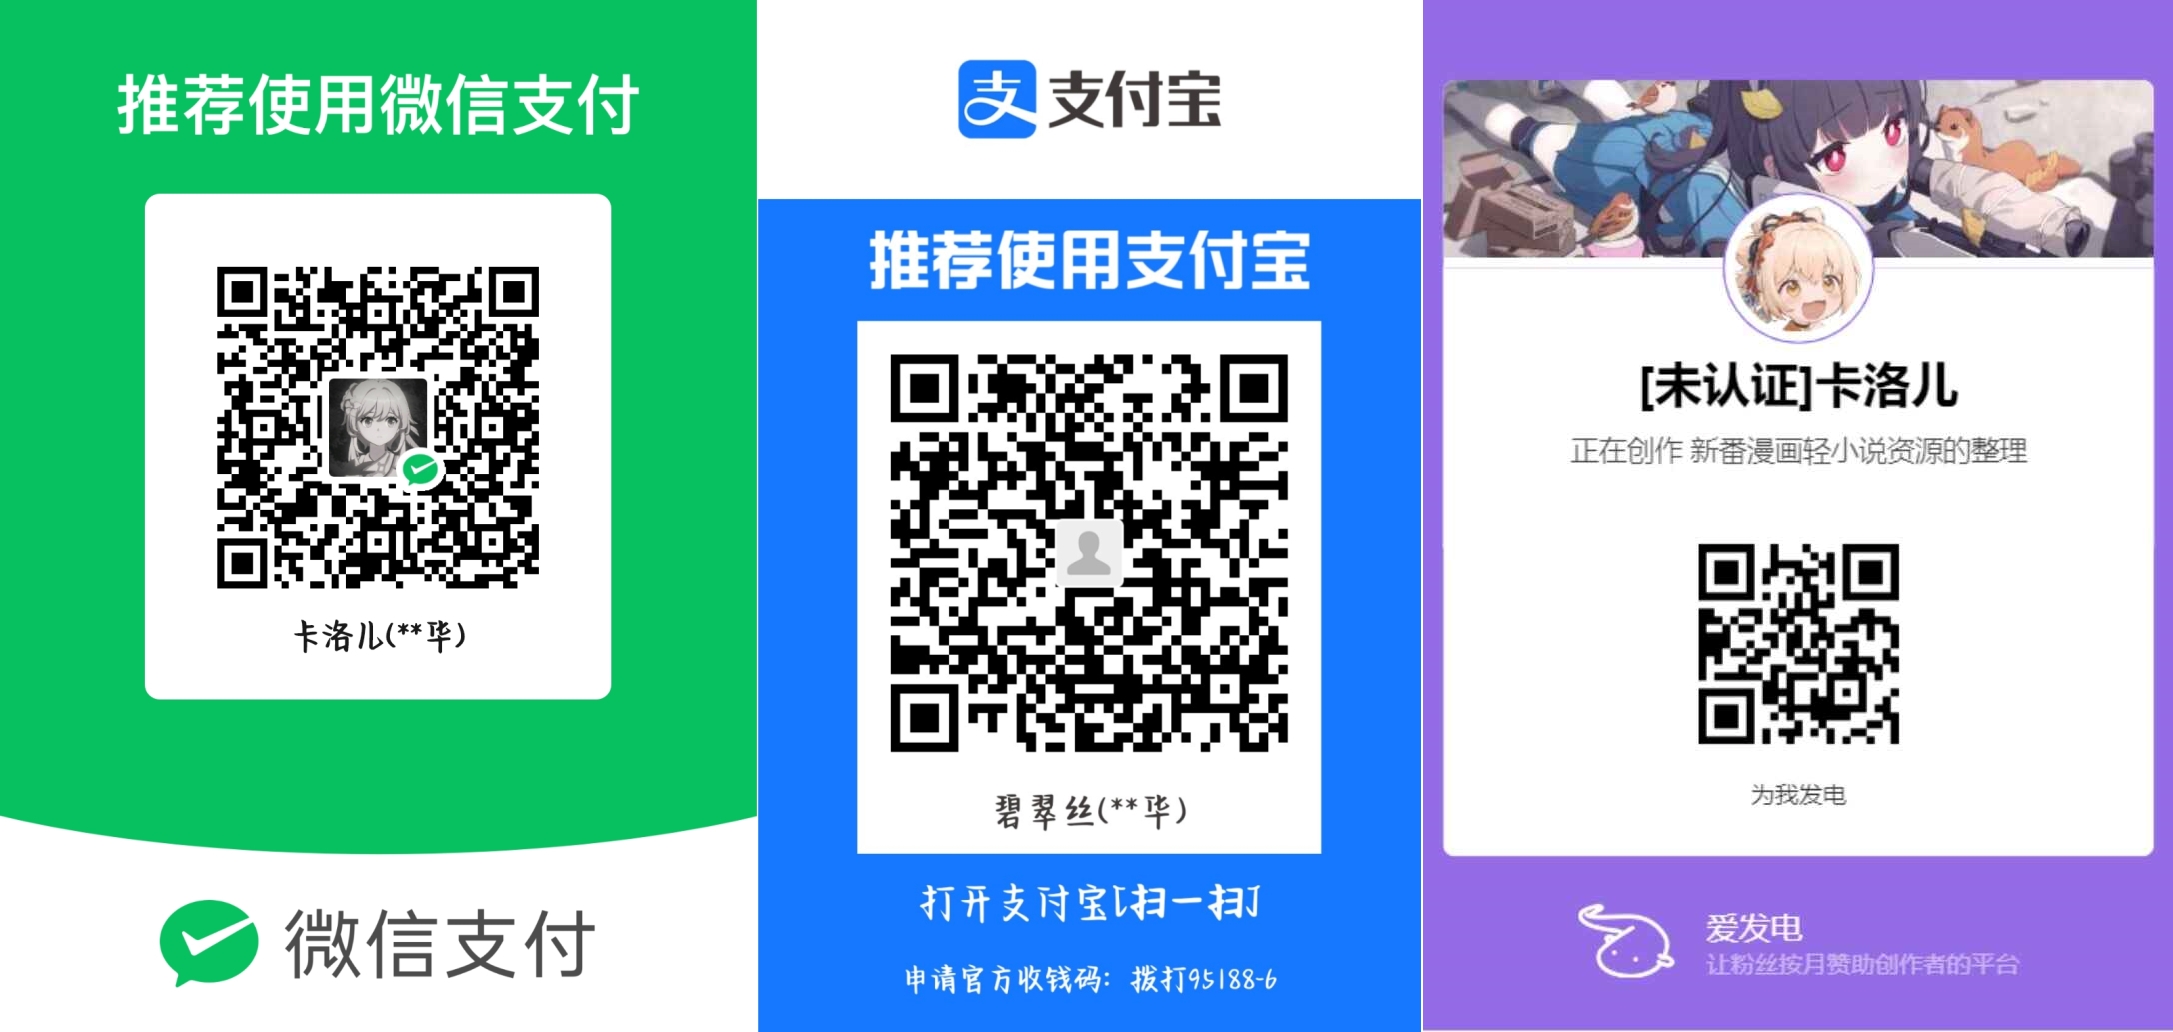 推荐使用微信支付
卡洛儿(**毕)
微信支付
支付宝
推荐使用支付宝
碧翠丝(**毕)
打开支付宝[扫一扫]
申请官方收钱码：拨打95188-6
[未认证]卡洛儿
正在创作 新番漫画轻小说资源的整理
为我发电
爱发电
让粉丝按月赞助创作者的平台